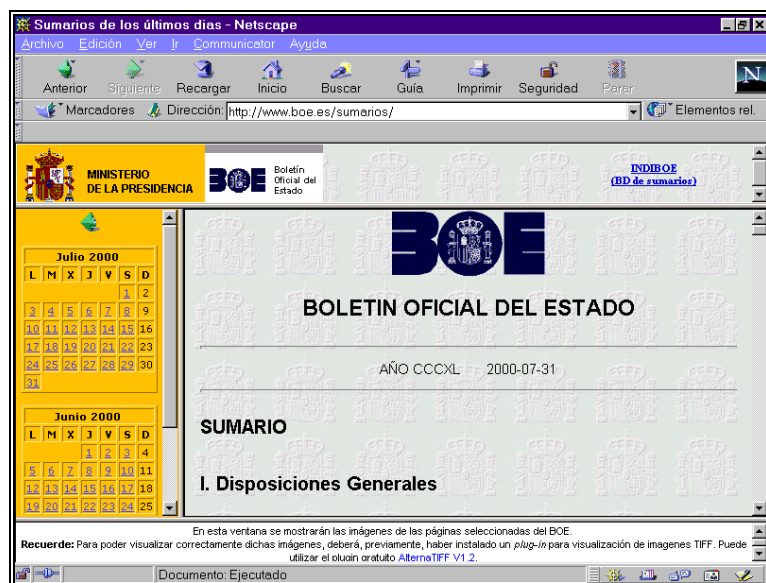 Sumarios de los últimos dias - Netscape
Archivo Edición Ver Ir Communicator Ayuda
Anterior Siguiente Recargar Inicio Buscar Guía Imprimir Seguridad Parar
N
Marcadores Dirección: http://www.boe.es/sumarios/ Elementos rel.
MINISTERIO
DE LA PRESIDENCIA
BOE
Boletín
Oficial del
Estado
INDIBOE
(BD de sumarios)
Julio 2000
L M X J V S D
1 2
3 4 5 6 7 8 9
10 11 12 13 14 15 16
17 18 19 20 21 22 23
24 25 26 27 28 29 30
31
Junio 2000
L M X J V S D
1 2 3 4
5 6 7 8 9 10 11
12 13 14 15 16 17 18
19 20 21 22 23 24 25
BOE
BOLETIN OFICIAL DEL ESTADO
AÑO CCCXL 2000-07-31
SUMARIO
I. Disposiciones Generales
En esta ventana se mostrarán las imágenes de las páginas seleccionadas del BOE.
Recuerde: Para poder visualizar correctamente dichas imágenes, deberá, previamente, haber instalado un plug-in para visualización de imagenes TIFF. Puede
utilizar el plugin gratuito AlternaTIFF V1.2.
Documento: Ejecutado